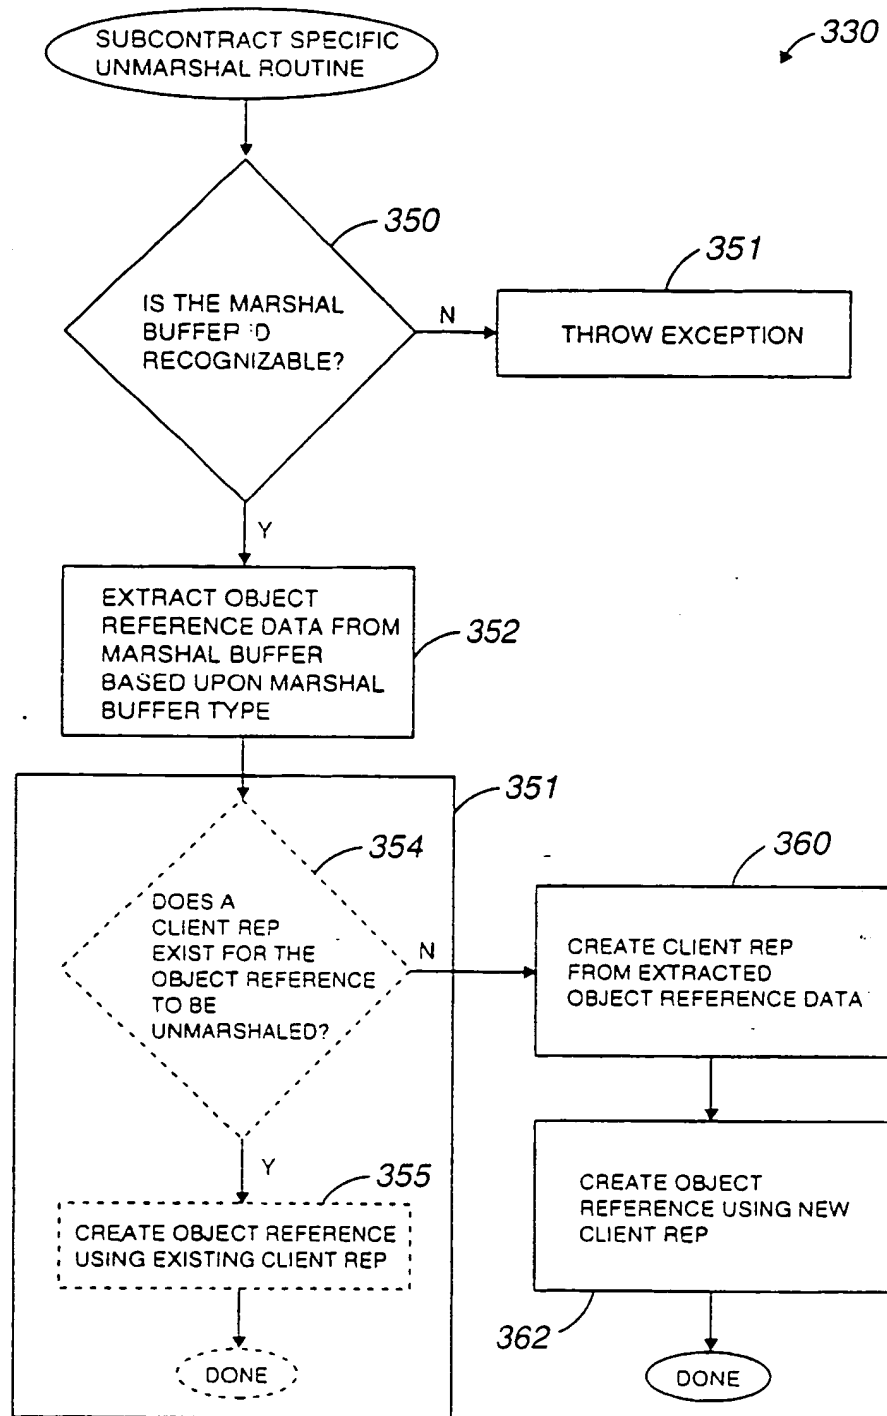 SUBCONTRACT SPECIFIC
UNMARSHAL ROUTINE
330
350
IS THE MARSHAL
BUFFER ID
RECOGNIZABLE?
N
351
THROW EXCEPTION
Y
EXTRACT OBJECT
REFERENCE DATA FROM
MARSHAL BUFFER
BASED UPON MARSHAL
BUFFER TYPE
352
351
354
DOES A
CLIENT REP
EXIST FOR THE
OBJECT REFERENCE
TO BE
UNMARSHALED?
N
360
CREATE CLIENT REP
FROM EXTRACTED
OBJECT REFERENCE DATA
Y
355
CREATE OBJECT REFERENCE
USING EXISTING CLIENT REP
CREATE OBJECT
REFERENCE USING NEW
CLIENT REP
362
DONE
DONE